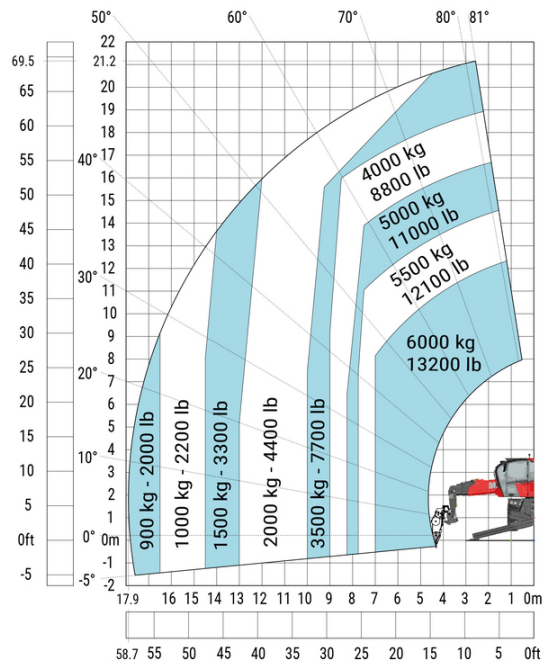 50° 60° 70° 80° 81°
22
69.5 21.2
20
65 19
18
60 17
40°
55 16
15
50 14
45 13
30° 12
40 11
35 10
9
30 8
25 20° 7
6
20 5
15 10° 4
3
10 2
5 1
0ft 0° 0m
-1
-5 -5° -2
4000 kg
8800 lb
5000 kg
11000 lb
5500 kg
12100 lb
6000 kg
13200 lb
900 kg - 2000 lb
1000 kg - 2200 lb
1500 kg - 3300 lb
2000 kg - 4400 lb
3500 kg - 7700 lb
17.9 16 15 14 13 12 11 10 9 8 7 6 5 4 3 2 1 0m
58.7 55 50 45 40 35 30 25 20 15 10 5 0ft